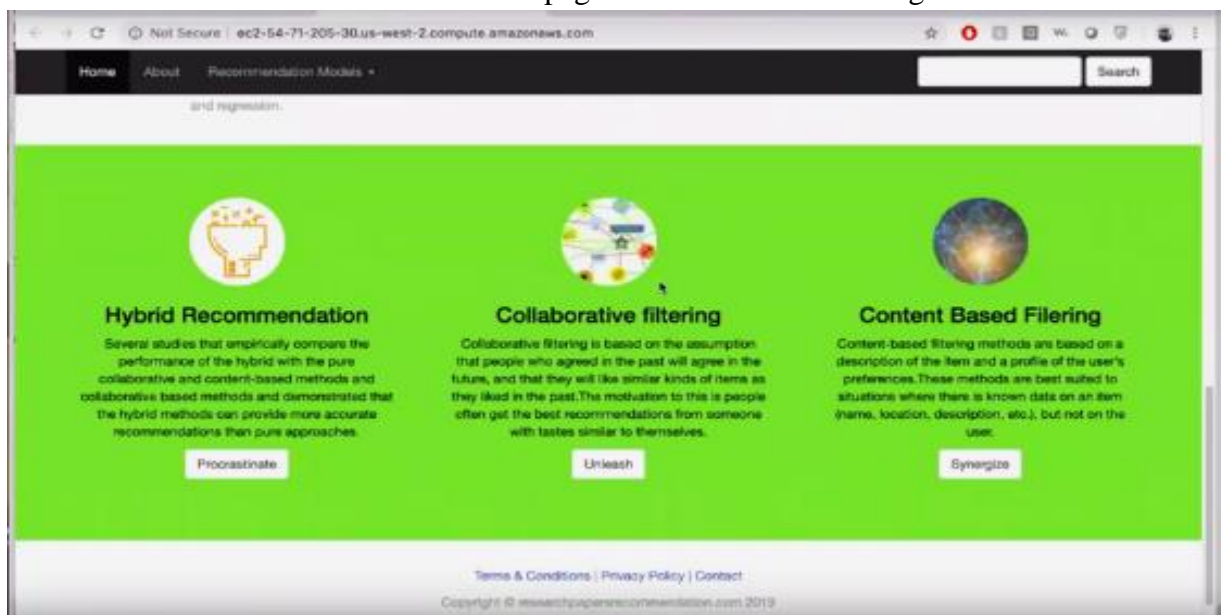 page
Not Secure | ec2-54-71-205-30.us-west-2.compute.amazonaws.com
Home About Recommendation Models
Search
and regression.
Hybrid Recommendation
Several studies that empirically compare the
performance of the hybrid with the pure
collaborative and content-based methods and
collaborative based methods and demonstrated that
the hybrid methods can provide more accurate
recommendations than pure approaches.
Procrastinate
Collaborative filtering
Collaborative filtering is based on the assumption
that people who agreed in the past will agree in the
future, and that they will like similar kinds of items as
they liked in the past.The motivation to this is people
often get the best recommendations from someone
with tastes similar to themselves.
Unleash
Content Based Filering
Content-based filtering methods are based on a
description of the item and a profile of the user's
preferences.These methods are best suited to
situations where there is known data on an item
(name, location, description, etc.), but not on the
user.
Synergize
Terms & Conditions | Privacy Policy | Contact
Copyright © researchpapersrecommendation.com 2019